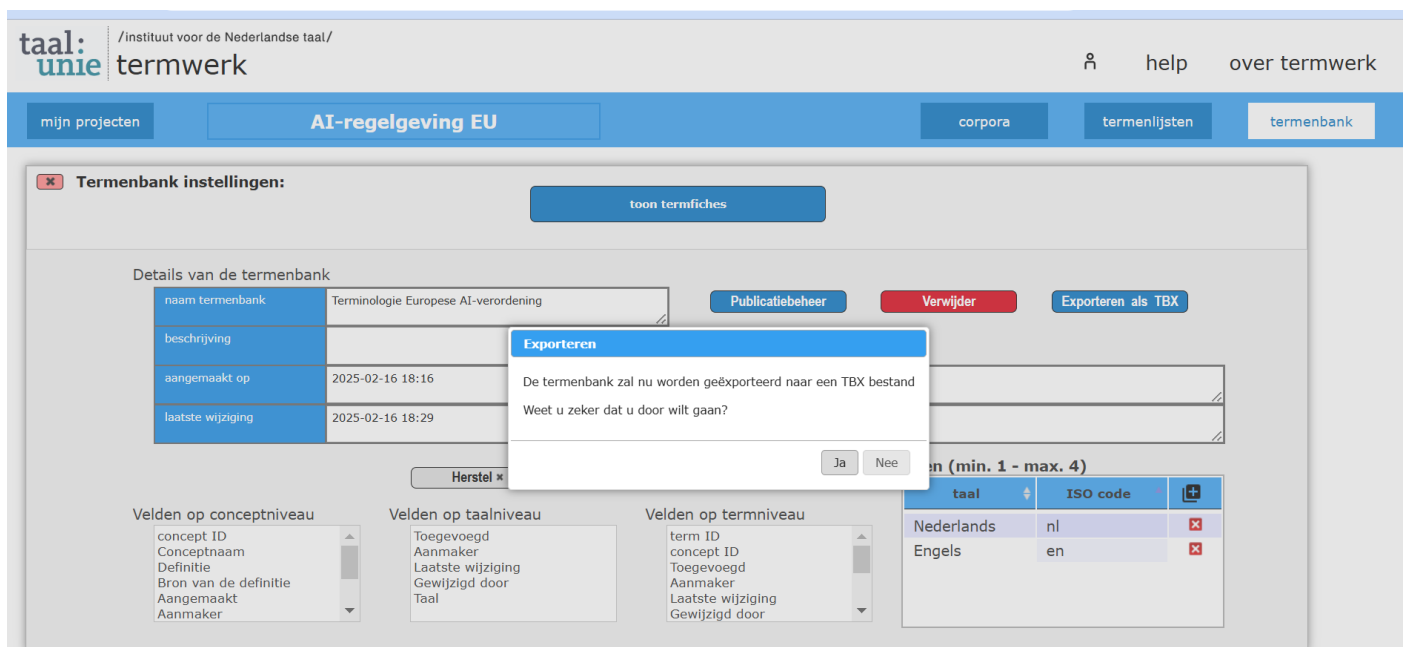 taal:
unie
/instituut voor de Nederlandse taal/
termwerk
help
over termwerk
mijn projecten
AI-regelgeving EU
corpora
termenlijsten
termenbank
Termenbank instellingen:
toon termfiches
Details van de termenbank
naam termenbank
Terminologie Europese AI-verordening
Publicatiebeheer
Verwijder
Exporteren als TBX
beschrijving
aangemaakt op
2025-02-16 18:16
laatste wijziging
2025-02-16 18:29
Exporteren
De termenbank zal nu worden geëxporteerd naar een TBX bestand
Weet u zeker dat u door wilt gaan?
Ja
Nee
Herstel ×
en (min. 1 - max. 4)
taal
ISO code
Nederlands
nl
Engels
en
Velden op conceptniveau
concept ID
Conceptnaam
Definitie
Bron van de definitie
Aangemaakt
Aanmaker
Velden op taalniveau
Toegevoegd
Aanmaker
Laatste wijziging
Gewijzigd door
Taal
Velden op termniveau
term ID
concept ID
Toegevoegd
Aanmaker
Laatste wijziging
Gewijzigd door